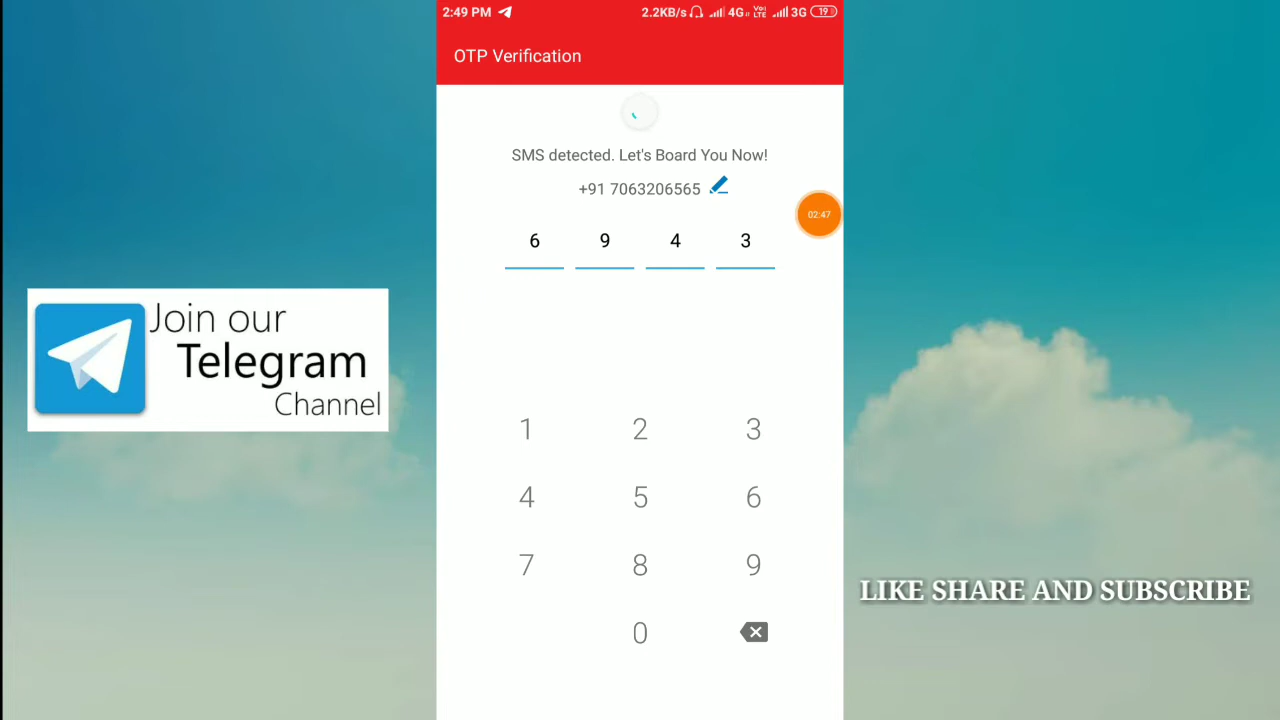 2:49 PM 2.2KB/s 4G VoLTE 3G 19
OTP Verification
SMS detected. Let's Board You Now!
+91 7063206565
02:47
6 9 4 3
Join our
Telegram
Channel
1 2 3
4 5 6
7 8 9
0
LIKE SHARE AND SUBSCRIBE